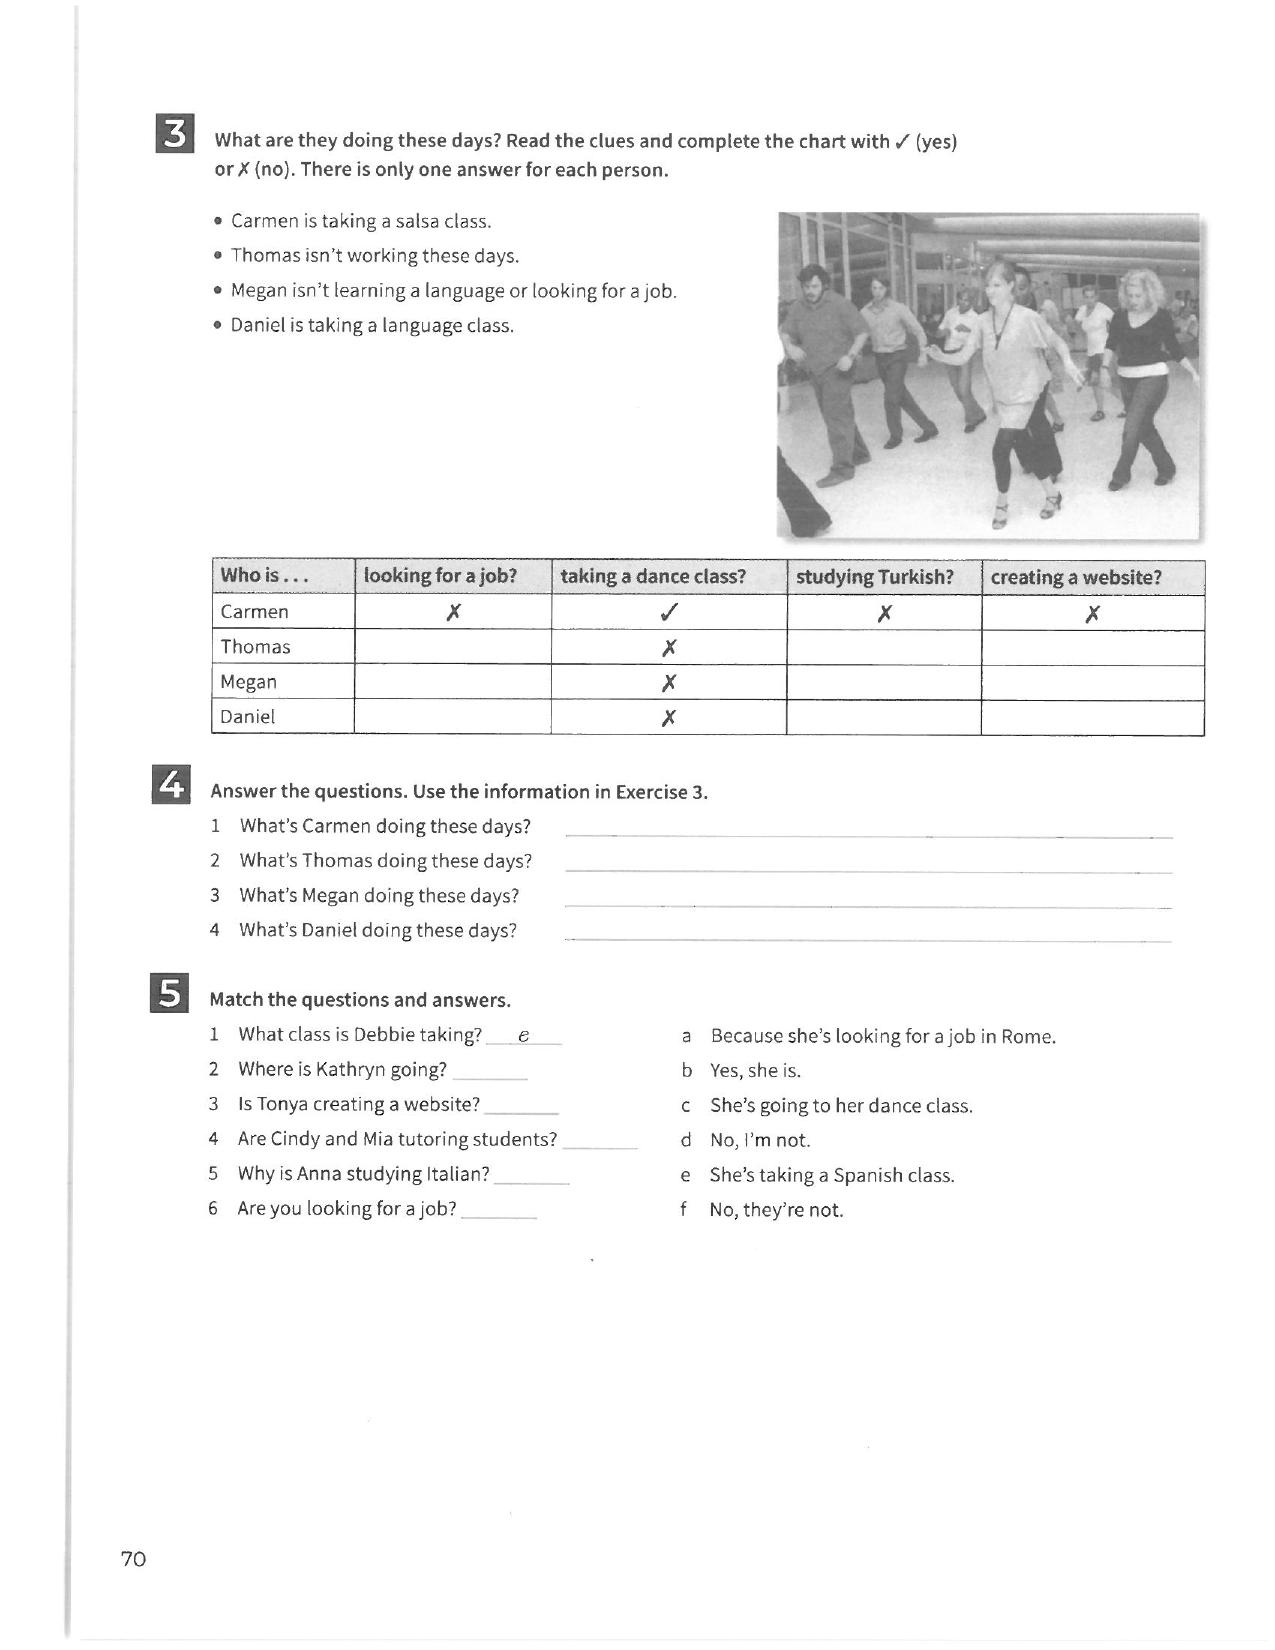 3 What are they doing these days? Read the clues and complete the chart with ✓ (yes)
or ✗ (no). There is only one answer for each person.
• Carmen is taking a salsa class.
• Thomas isn't working these days.
• Megan isn't learning a language or looking for a job.
• Daniel is taking a language class.
Who is... looking for a job? taking a dance class? studying Turkish? creating a website?
Carmen ✗ ✓ ✗ ✗
Thomas ✗
Megan ✗
Daniel ✗
4 Answer the questions. Use the information in Exercise 3.
1 What's Carmen doing these days?
2 What's Thomas doing these days?
3 What's Megan doing these days?
4 What's Daniel doing these days?
5 Match the questions and answers.
1 What class is Debbie taking? e
2 Where is Kathryn going?
3 Is Tonya creating a website?
4 Are Cindy and Mia tutoring students?
5 Why is Anna studying Italian?
6 Are you looking for a job?
a Because she's looking for a job in Rome.
b Yes, she is.
c She's going to her dance class.
d No, I'm not.
e She's taking a Spanish class.
f No, they're not.
70